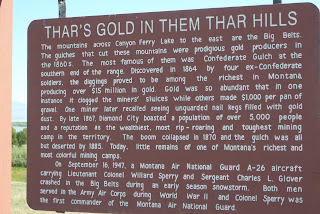 THAR'S GOLD IN THEM THAR HILLS
The mountains across Canyon Ferry Lake to the east are the Big Belts.
The gulches that cut these mountains were prodigious gold producers in
the 1860s. The most famous of them was Confederate Gulch at the
southern end of the range. Discovered in 1864 by four ex-Confederate
soldiers, the diggings proved to be among the richest in Montana
producing over $15 million in gold. Gold was so abundant that in one
instance it clogged the miners' sluices while others made $1,000 per pan of
gravel. One miner later recalled seeing unguarded nail kegs filled with gold
dust. By late 1867, Diamond City boasted a population of over 5,000 people
and a reputation as the wealthiest, most rip-roaring and toughest mining
camp in the territory. The boom collapsed in 1870 and the gulch was all
but deserted by 1885. Today, little remains of one of Montana's richest and
most colorful mining camps.
On September 16, 1947, a Montana Air National Guard A-26 aircraft
carrying Lieutenant Colonel Willard Sperry and Sergeant Charles L. Glover
crashed in the Big Belts during an early season snowstorm. Both men
served in the Army Air Corps during World War II and Colonel Sperry was
the first commander of the Montana Air National Guard.